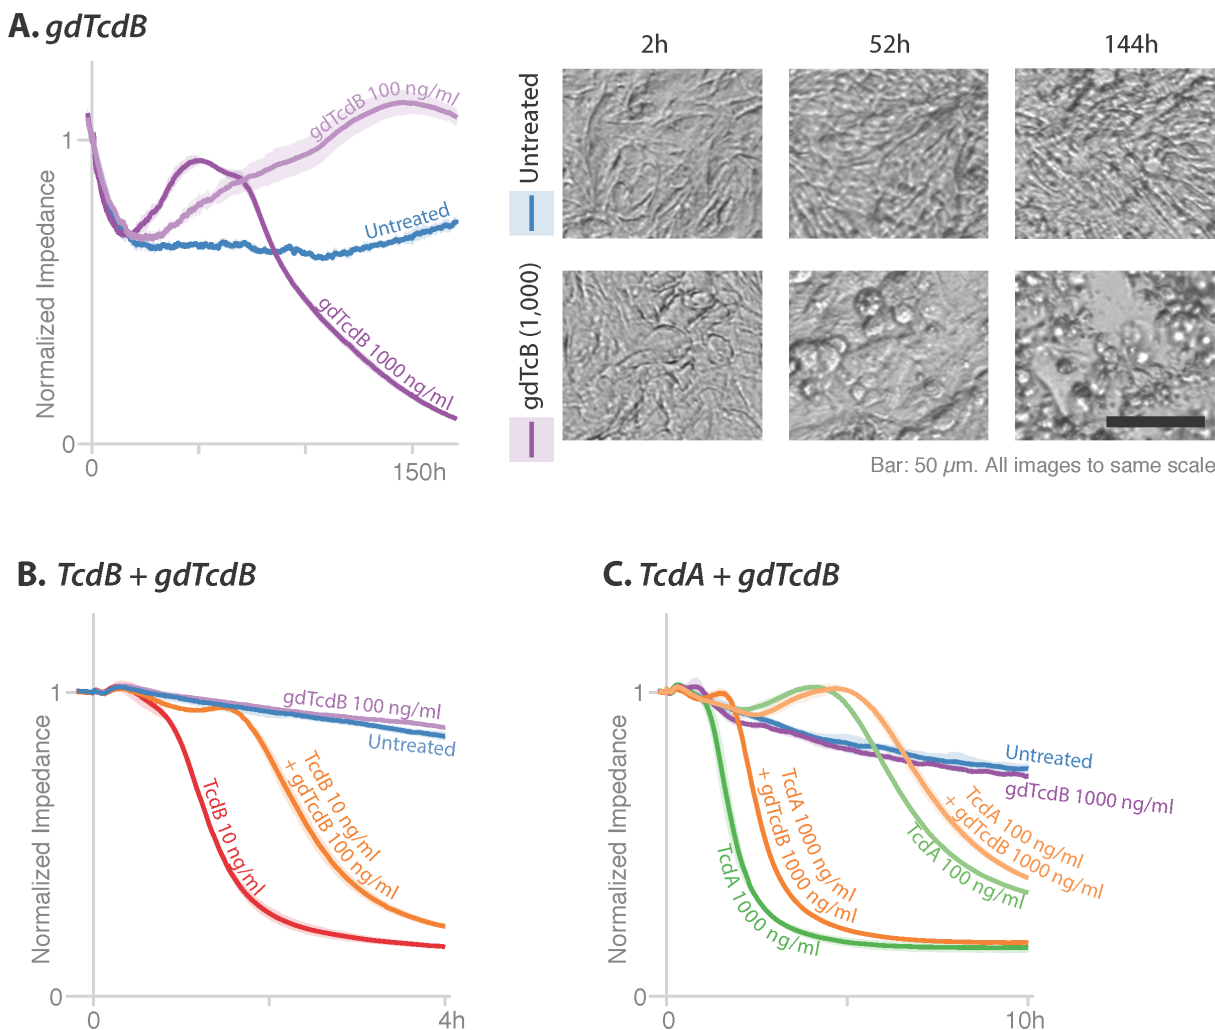 A. gdTcdB
2h
52h
144h
Untreated
gdTcB (1,000)
Normalized Impedance
1
0
0
150h
gdTcdB 100 ng/ml
Untreated
gdTcdB 1000 ng/ml
Bar: 50 µm. All images to same scale
B. TcdB + gdTcdB
Normalized Impedance
1
0
0
4h
gdTcdB 100 ng/ml
Untreated
TcdB 10 ng/ml
TcdB 10 ng/ml
+ gdTcdB 100 ng/ml
C. TcdA + gdTcdB
Normalized Impedance
1
0
0
10h
Untreated
gdTcdB 1000 ng/ml
TcdA 1000 ng/ml
+ gdTcdB 1000 ng/ml
TcdA 1000 ng/ml
TcdA 100 ng/ml
+ gdTcdB 1000 ng/ml
TcdA 100 ng/ml